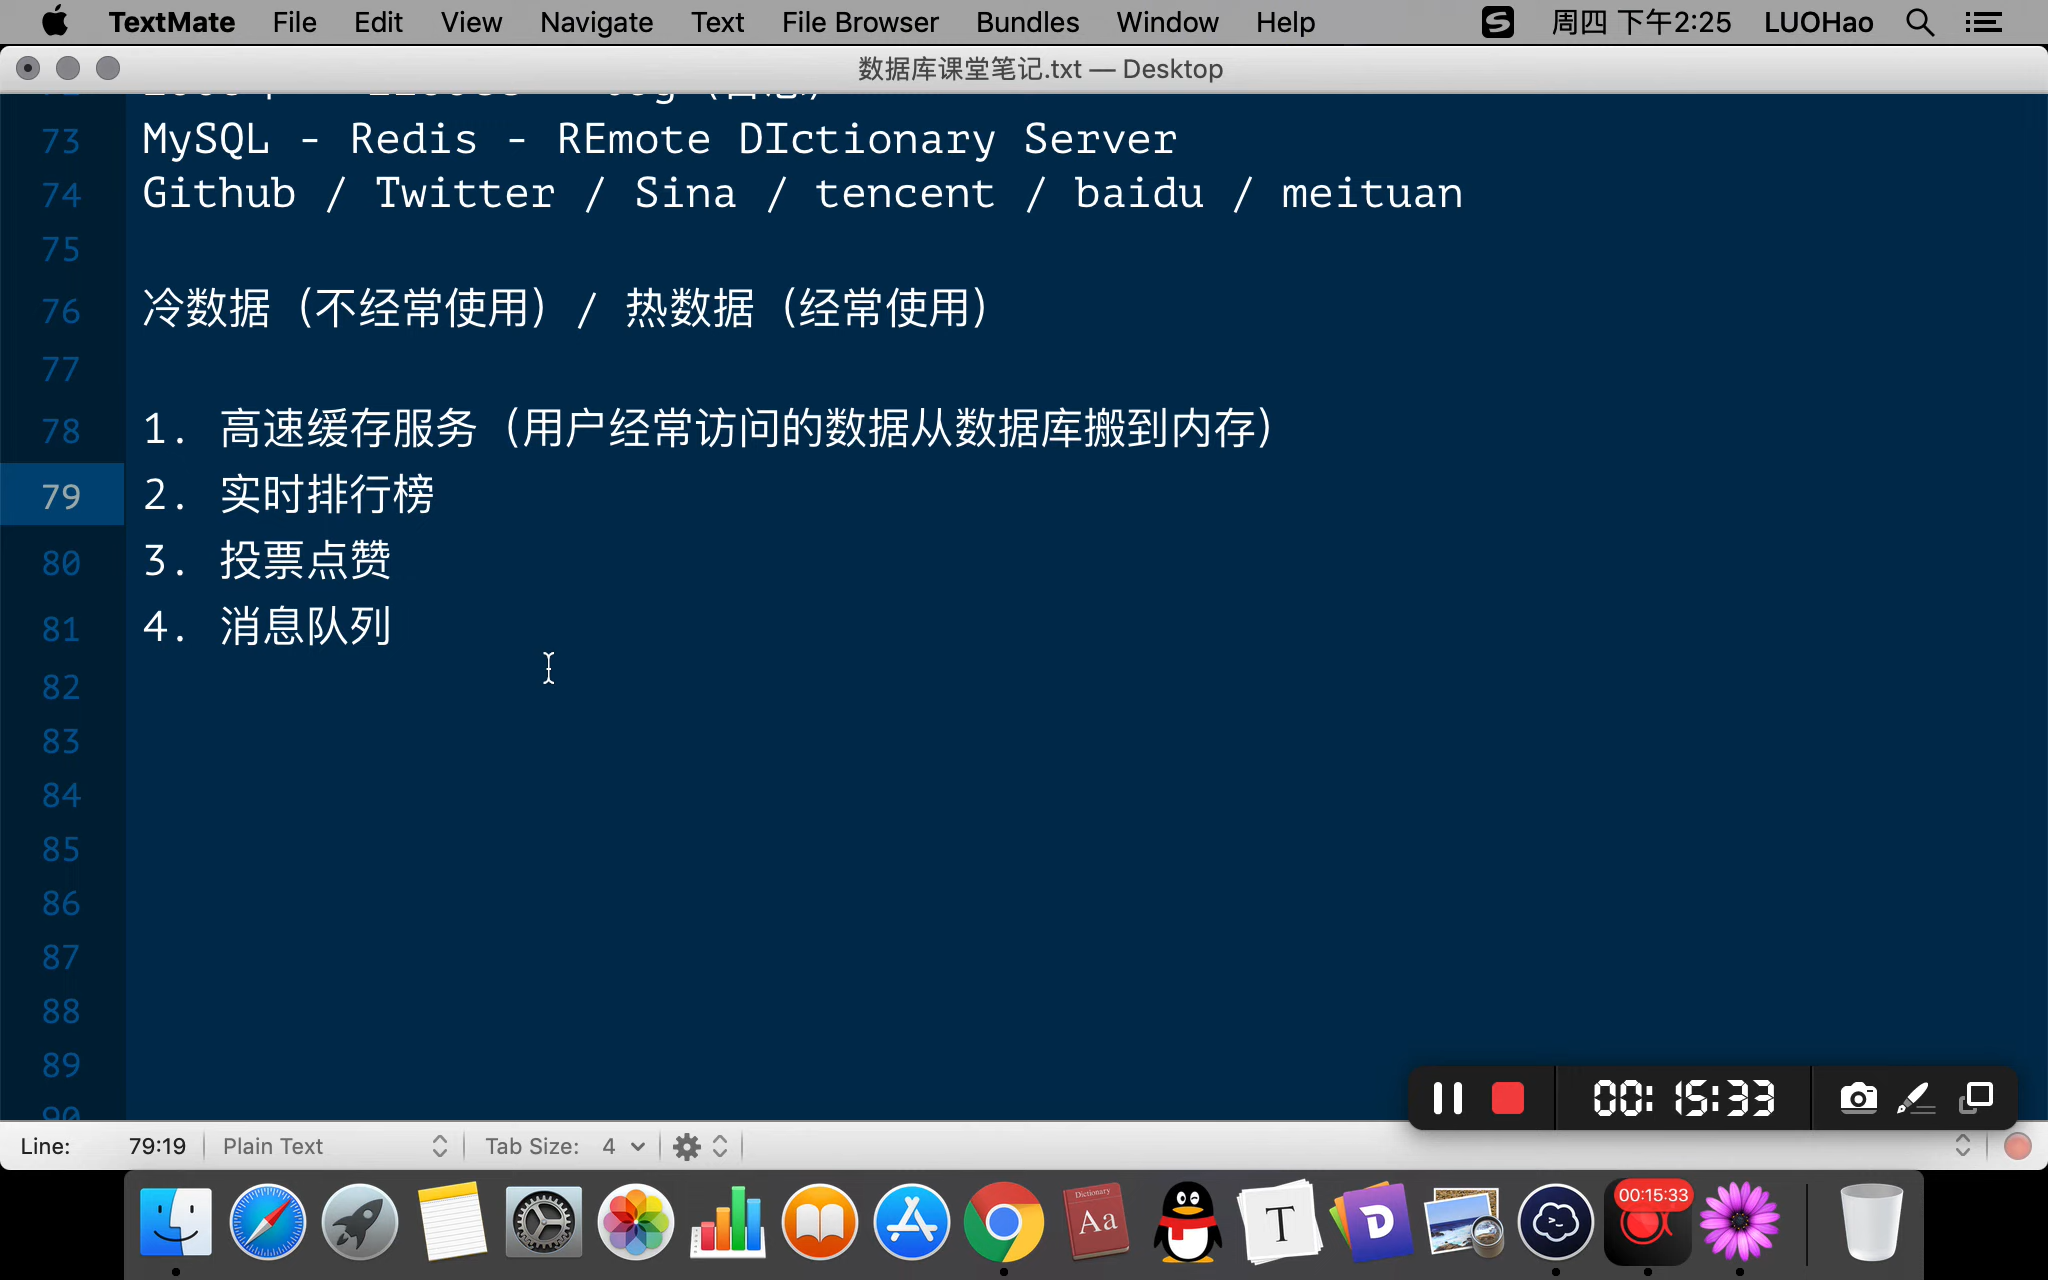 TextMate File Edit View Navigate Text File Browser Bundles Window Help 周四 下午2:25 LUOHao
数据库课堂笔记.txt — Desktop
73 MySQL - Redis - REmote DIctionary Server
74 Github / Twitter / Sina / tencent / baidu / meituan
75
76 冷数据（不经常使用）/ 热数据（经常使用）
77
78 1. 高速缓存服务（用户经常访问的数据从数据库搬到内存）
79 2. 实时排行榜
80 3. 投票点赞
81 4. 消息队列
82
83
84
85
86
87
88
89
90
00:15:33
Line: 79:19 Plain Text Tab Size: 4
Dictionary
Aa
T
D
00:15:33